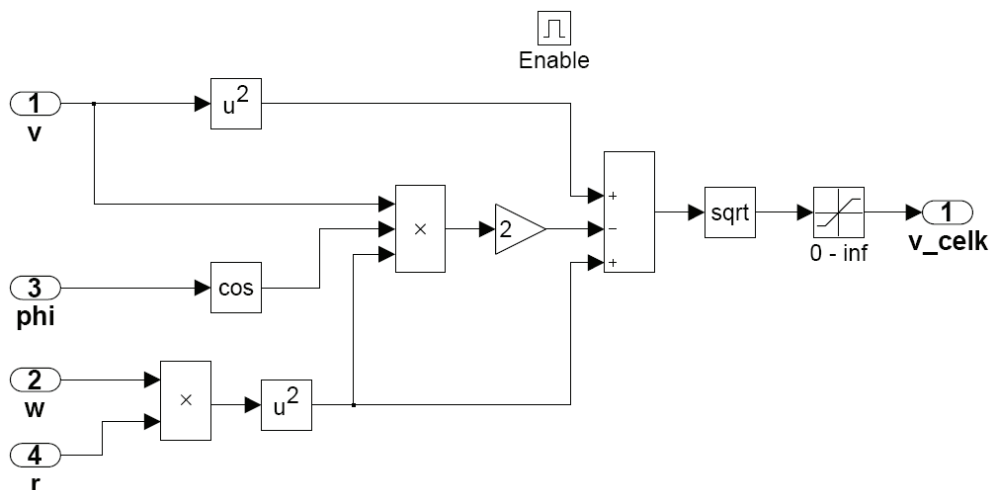 Enable
1
v
u²
×
2
+
−
+
sqrt
0 - inf
1
v_celk
3
phi
cos
2
w
×
u²
4
r